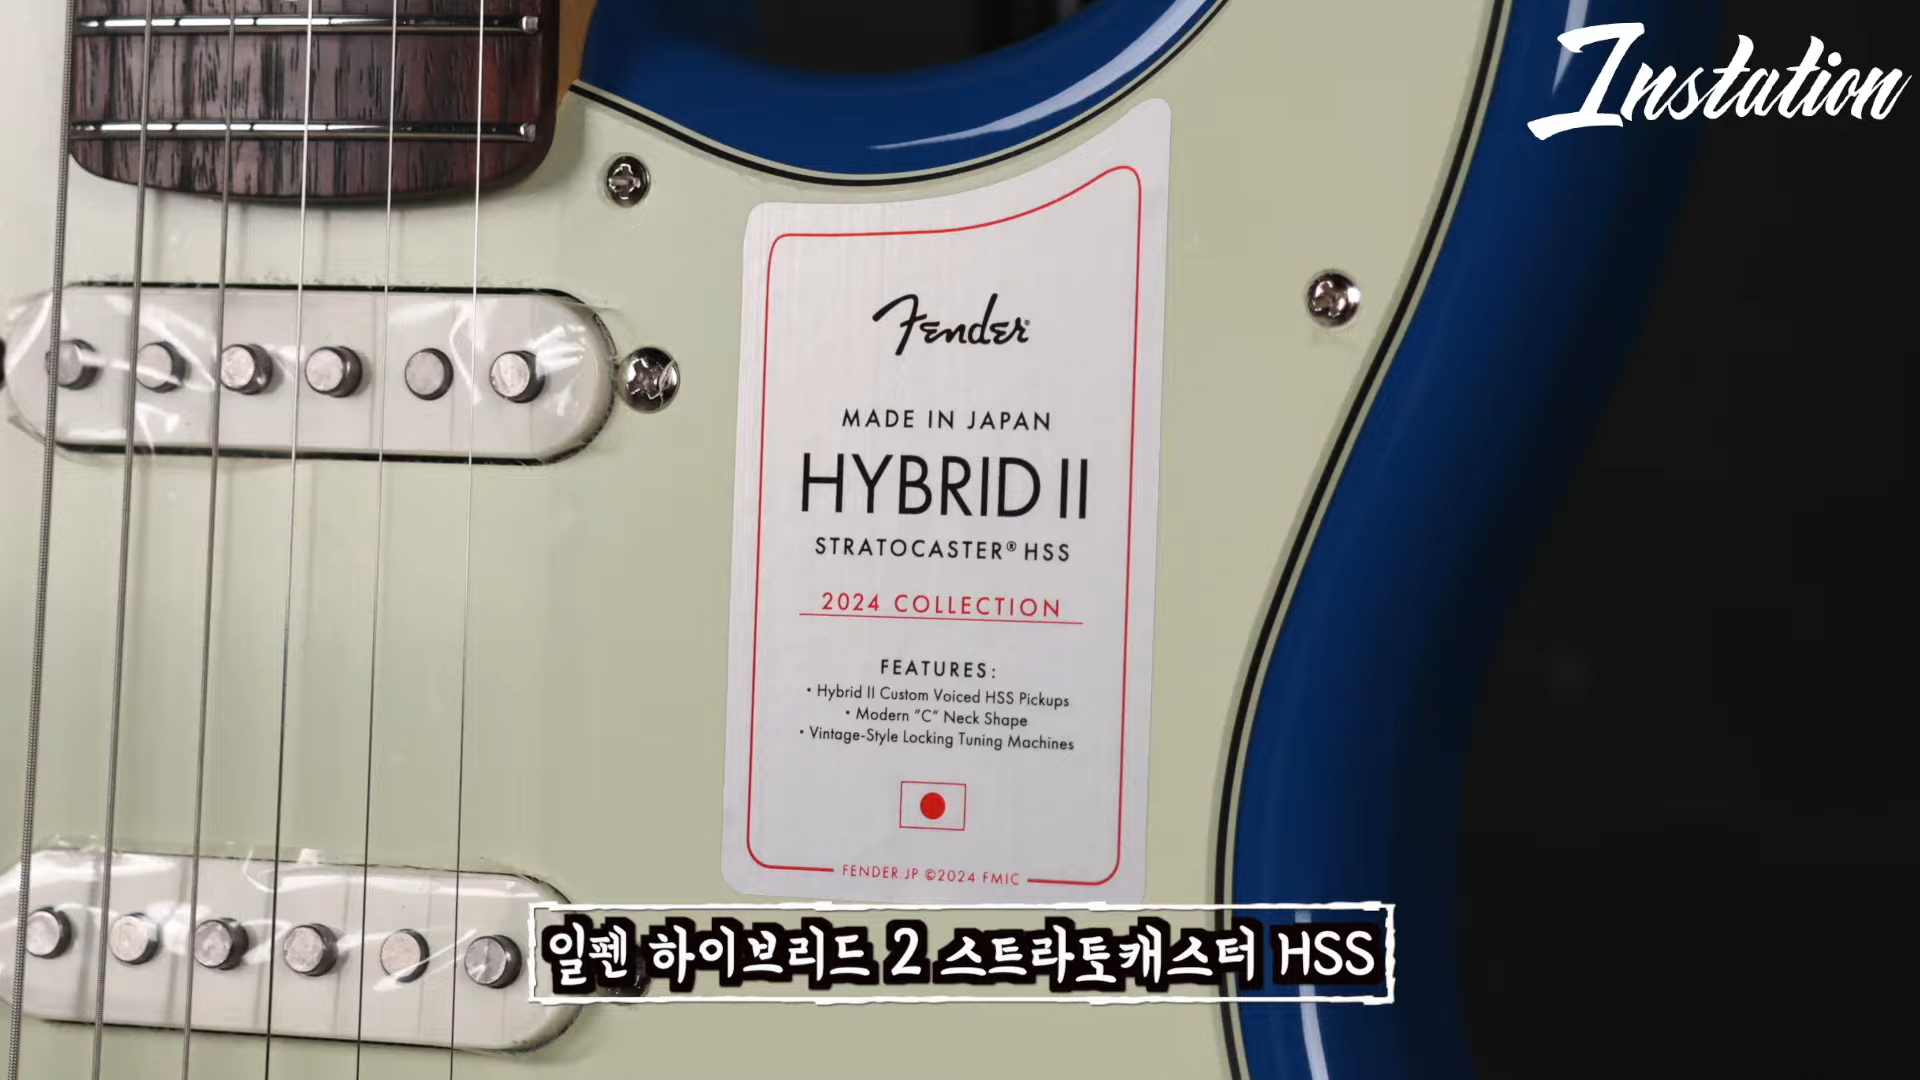 Instation
Fender®
MADE IN JAPAN
HYBRID II
STRATOCASTER® HSS
2024 COLLECTION
FEATURES:
• Hybrid II Custom Voiced HSS Pickups
• Modern "C" Neck Shape
• Vintage-Style Locking Tuning Machines
FENDER.JP ©2024 FMIC
일펜 하이브리드 2 스트라토캐스터 HSS